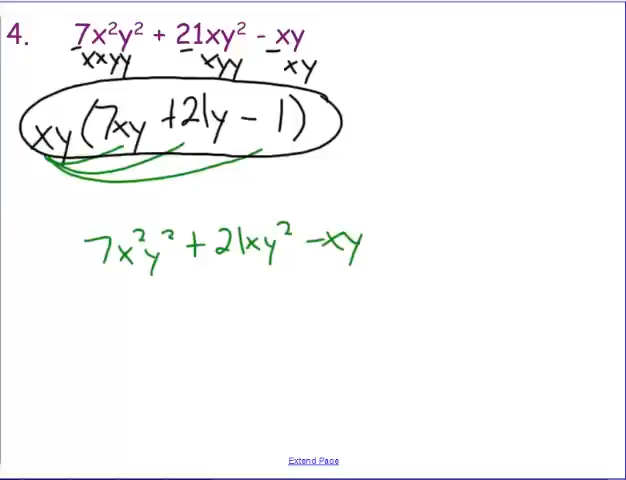 4. 7x²y² + 21xy² - xy
xxyy xyy xy
xy(7xy +21y - 1)
7x²y² + 21xy² - xy
Extend Page